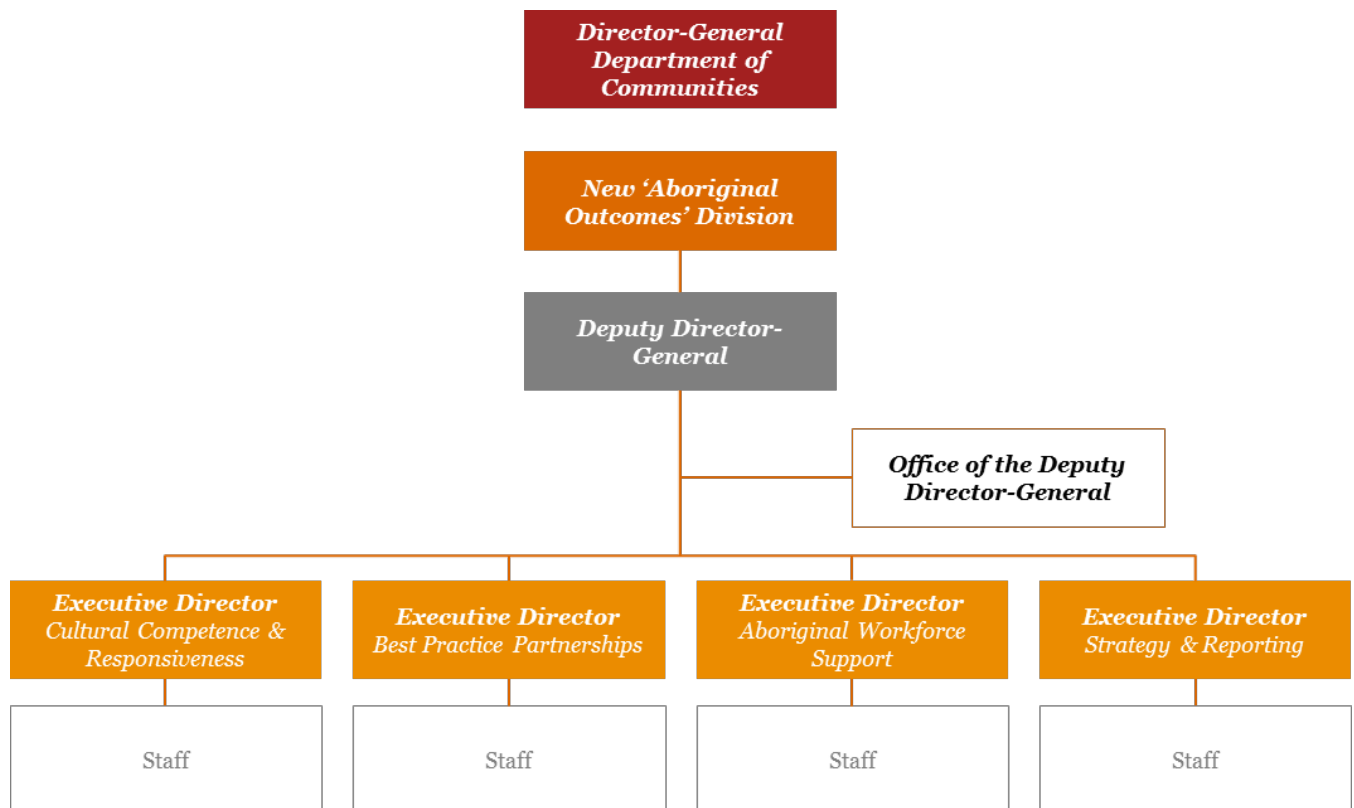 Director-General
Department of
Communities
New ‘Aboriginal
Outcomes’ Division
Deputy Director-
General
Office of the Deputy
Director-General
Executive Director
Cultural Competence &
Responsiveness
Executive Director
Best Practice Partnerships
Executive Director
Aboriginal Workforce
Support
Executive Director
Strategy & Reporting
Staff
Staff
Staff
Staff